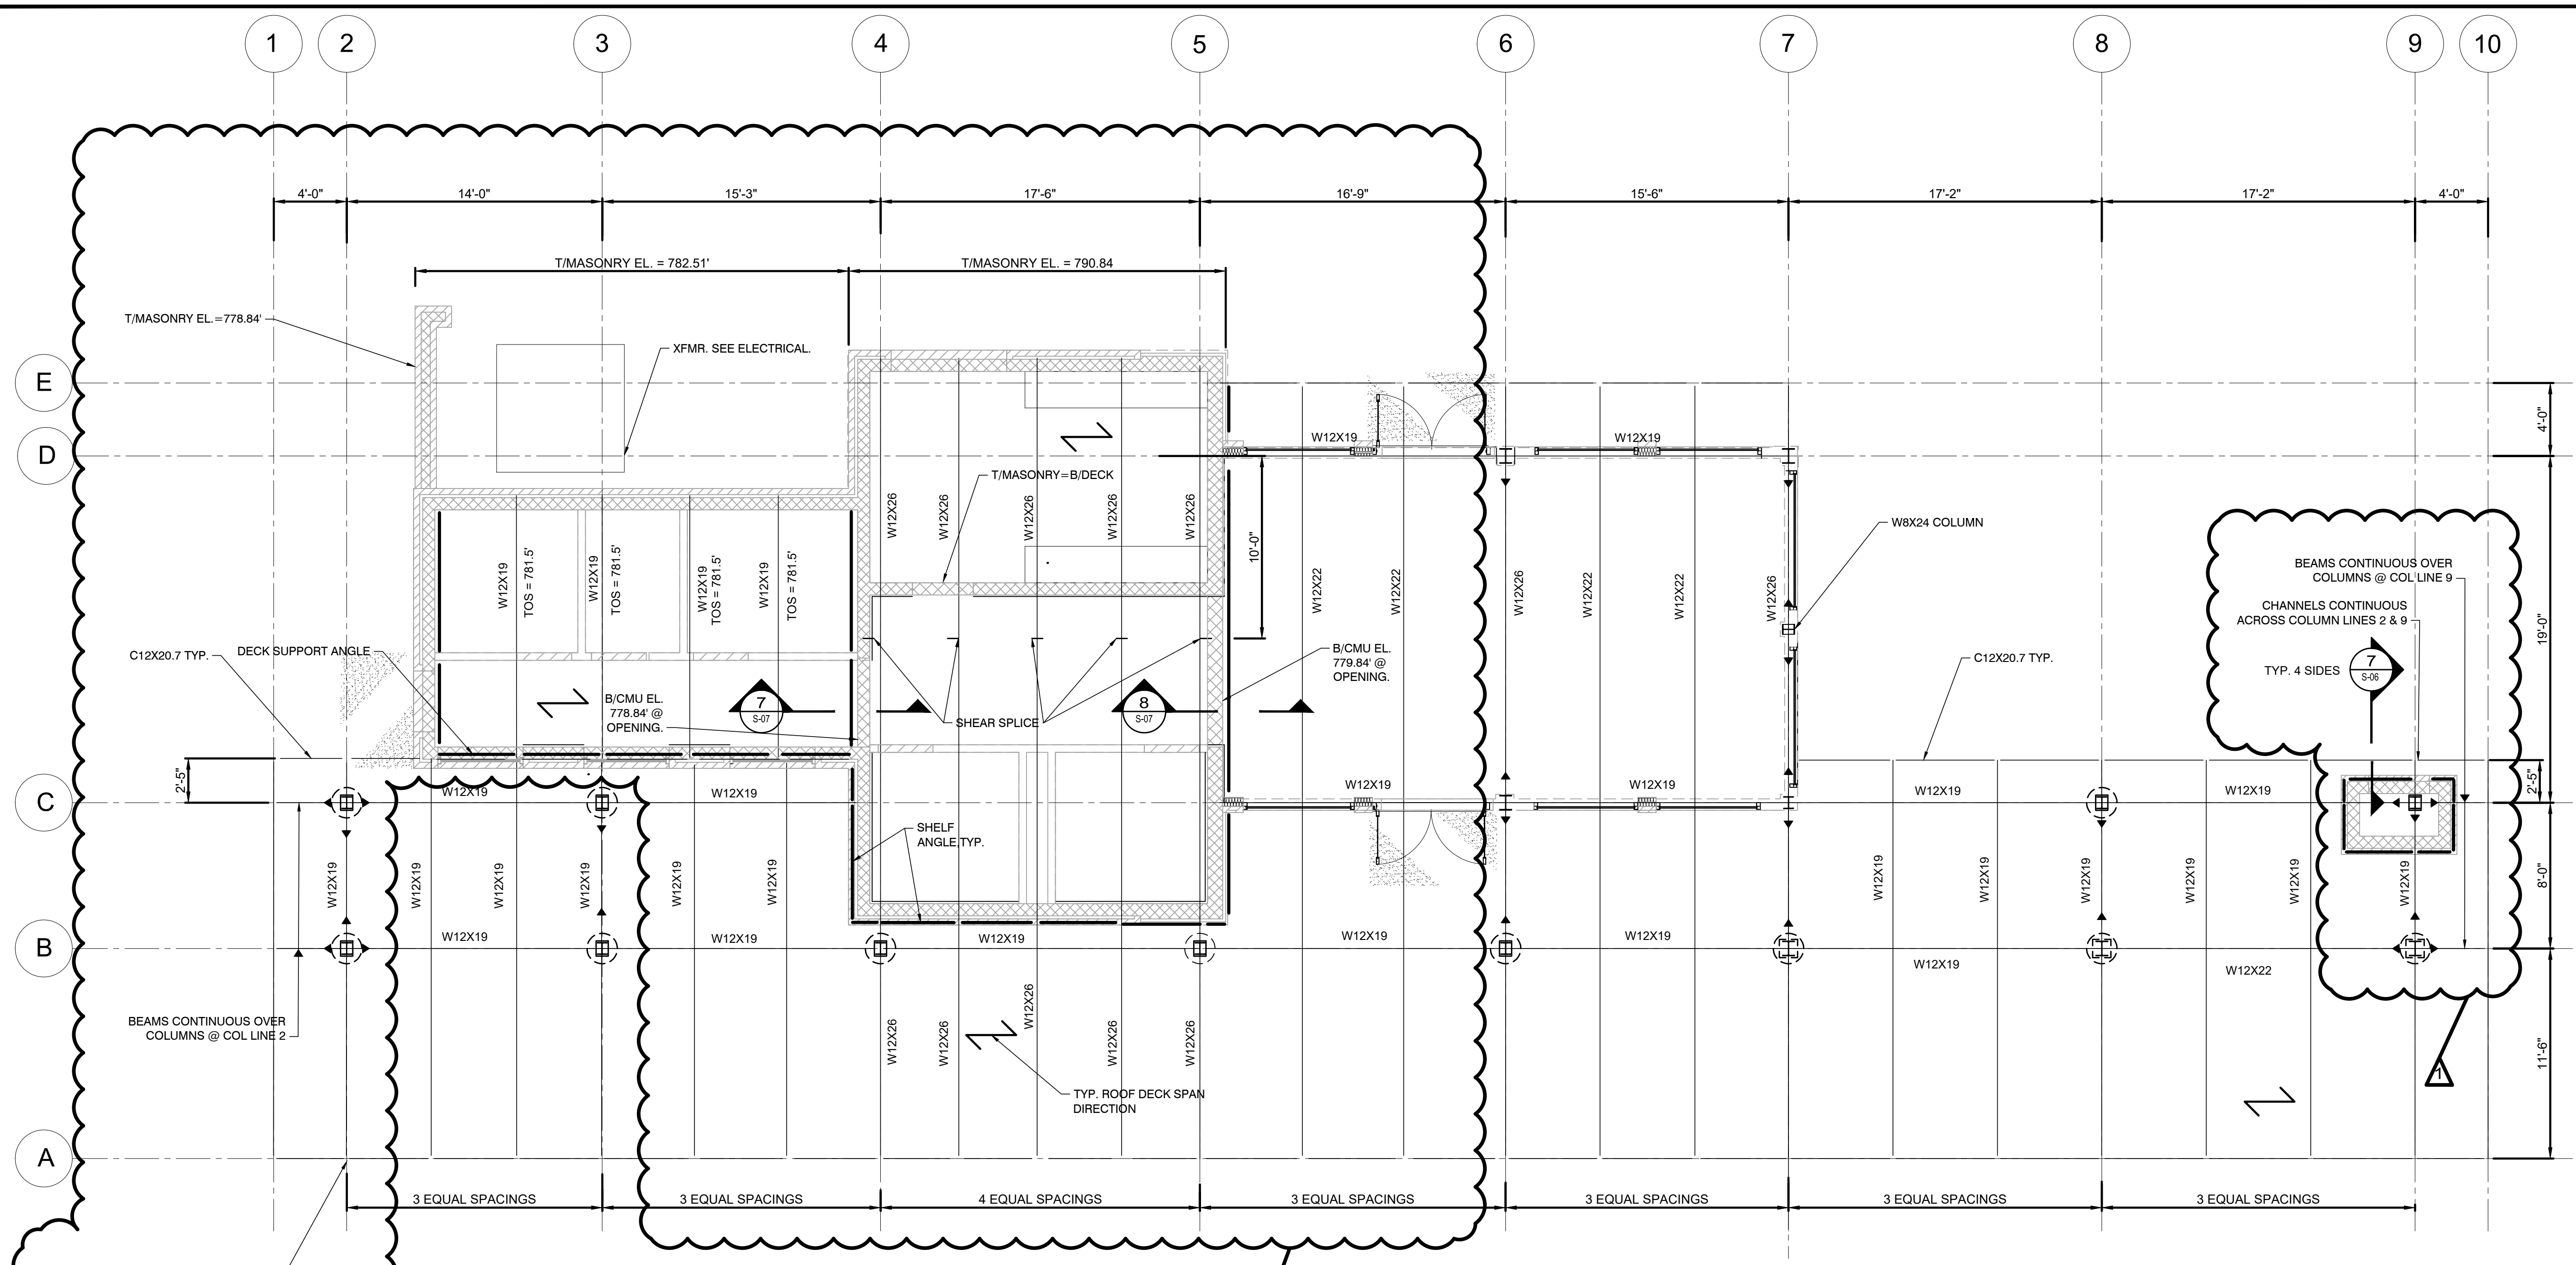 1 2 3 4 5 6 7 8 9 10
4'-0" 14'-0" 15'-3" 17'-6" 16'-9" 15'-6" 17'-2" 17'-2" 4'-0"
T/MASONRY EL. = 782.51' T/MASONRY EL. = 790.84
T/MASONRY EL.=778.84'
XFMR. SEE ELECTRICAL.
E
4'-0"
D
W12X19 W12X19
T/MASONRY=B/DECK
W12X26 W12X26 W12X26 W12X26 W12X26
10'-0"
W8X24 COLUMN
19'-0"
W12X19
TOS = 781.5'
W12X19
TOS = 781.5'
W12X19
TOS = 781.5'
W12X19
TOS = 781.5'
W12X22 W12X22 W12X26 W12X22 W12X22 W12X26
BEAMS CONTINUOUS OVER
COLUMNS @ COL LINE 9
CHANNELS CONTINUOUS
ACROSS COLUMN LINES 2 & 9
TYP. 4 SIDES
7
S-06
C12X20.7 TYP.
DECK SUPPORT ANGLE
B/CMU EL.
779.84' @
OPENING.
C12X20.7 TYP.
B/CMU EL.
778.84' @
OPENING.
7
S-07
SHEAR SPLICE
8
S-07
2'-5"
2'-5"
C
W12X19 W12X19 W12X19 W12X19 W12X19 W12X19
SHELF
ANGLE,TYP.
W12X19 W12X19 W12X19 W12X19 W12X19 W12X19
W12X19 W12X19 W12X19 W12X19 W12X19 W12X19
8'-0"
B
W12X19 W12X19 W12X19 W12X19 W12X19 W12X19 W12X22
BEAMS CONTINUOUS OVER
COLUMNS @ COL LINE 2
W12X26 W12X26 W12X26 W12X26 W12X26
TYP. ROOF DECK SPAN
DIRECTION
1
11'-6"
A
3 EQUAL SPACINGS 3 EQUAL SPACINGS 4 EQUAL SPACINGS 3 EQUAL SPACINGS 3 EQUAL SPACINGS 3 EQUAL SPACINGS 3 EQUAL SPACINGS